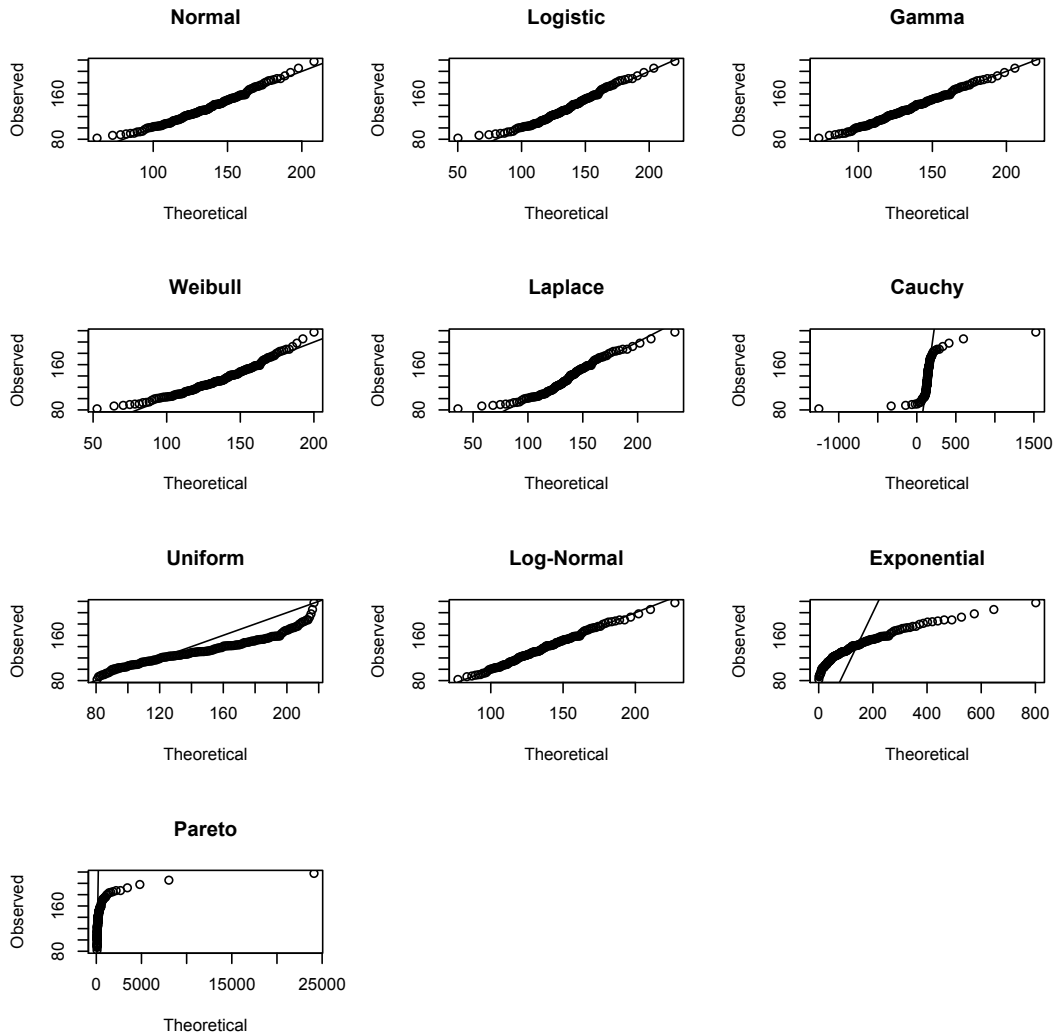 Normal
Logistic
Gamma
Observed
80
160
100
150
200
Theoretical
Observed
80
160
50
100
150
200
Theoretical
Observed
80
160
100
150
200
Theoretical
Weibull
Laplace
Cauchy
Observed
80
160
50
100
150
200
Theoretical
Observed
80
160
50
100
150
200
Theoretical
Observed
80
160
-1000
0
500
1500
Theoretical
Uniform
Log-Normal
Exponential
Observed
80
160
80
120
160
200
Theoretical
Observed
80
160
100
150
200
Theoretical
Observed
80
160
0
200
400
600
800
Theoretical
Pareto
Observed
80
160
0
5000
15000
25000
Theoretical